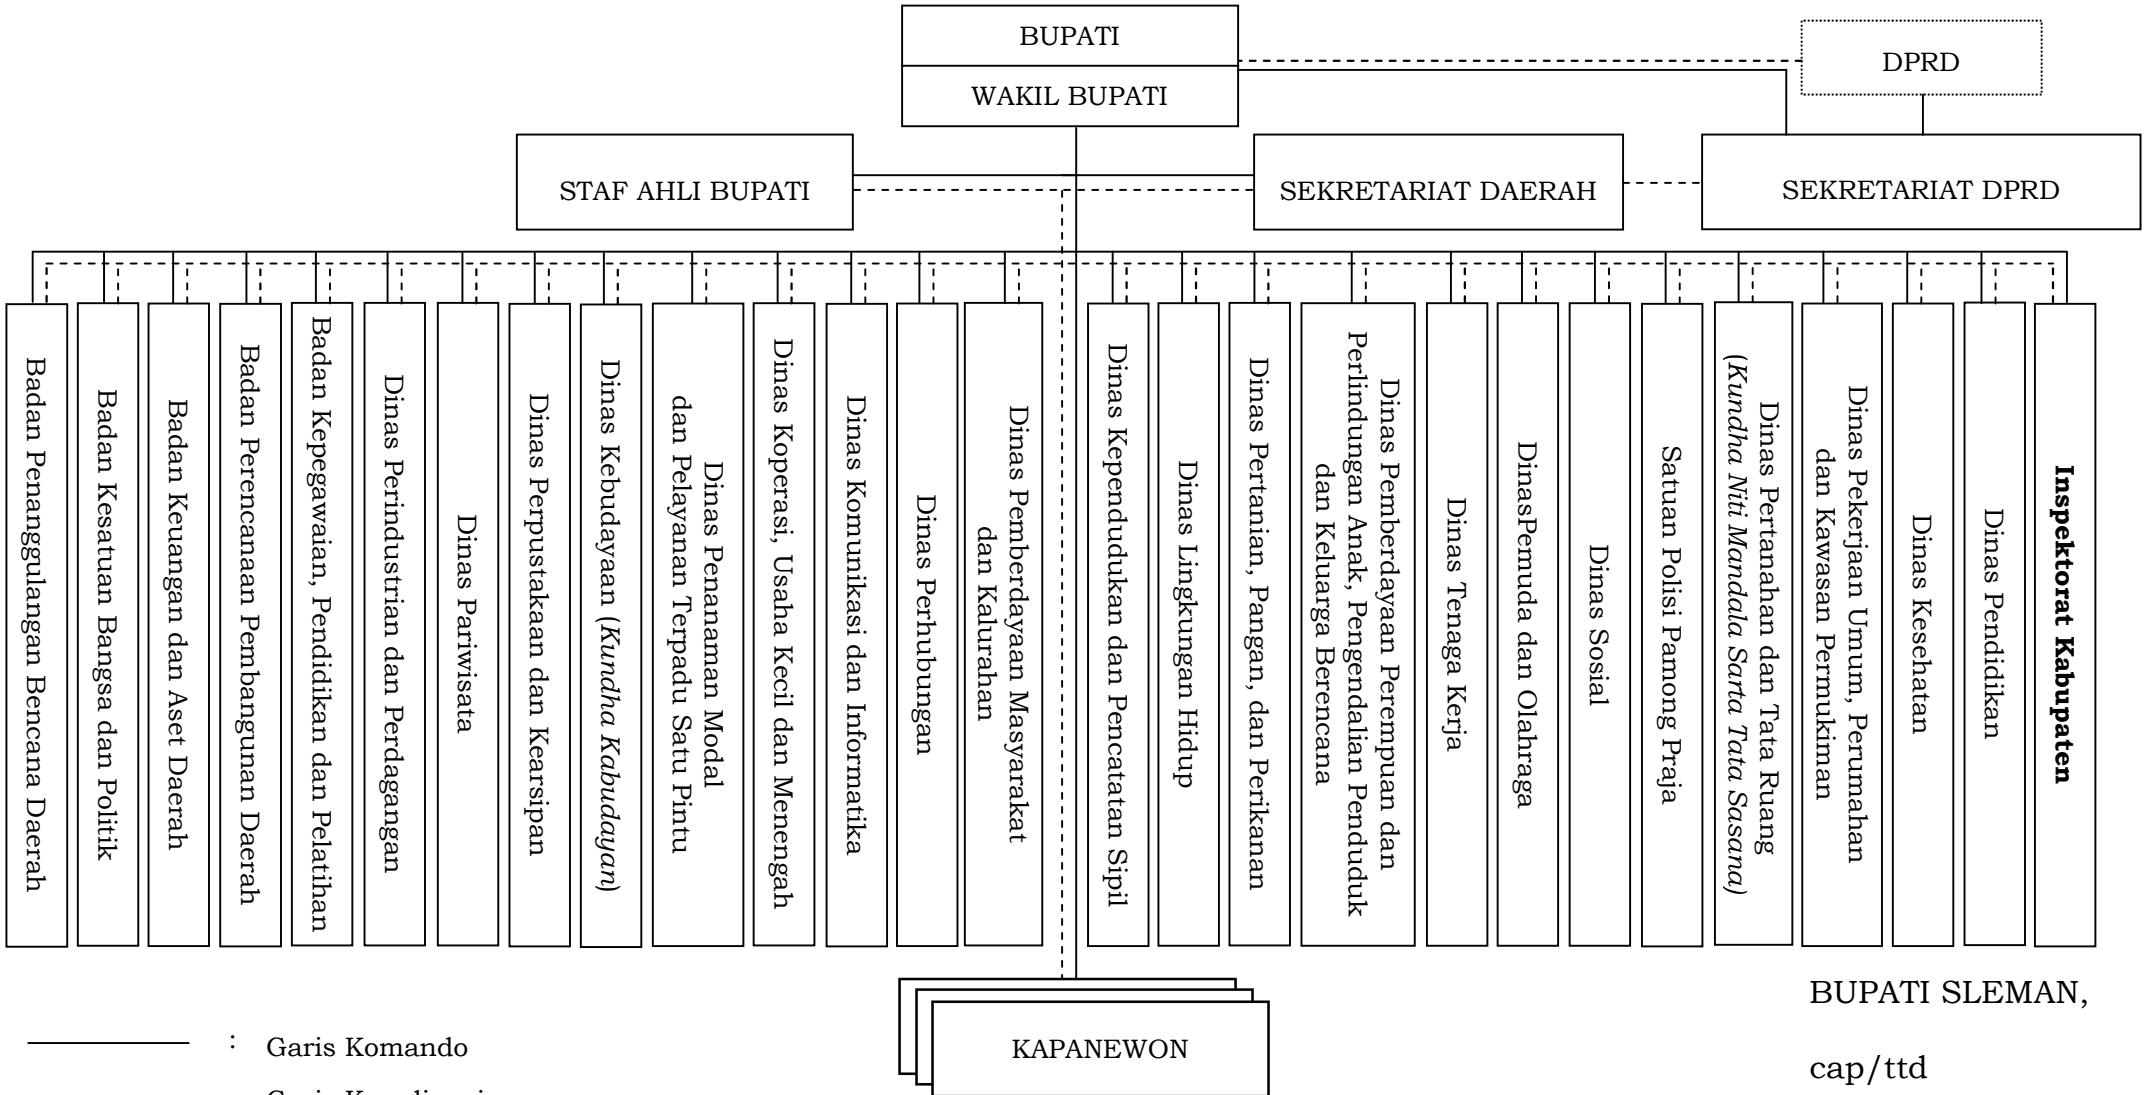 BUPATI
WAKIL BUPATI
DPRD
STAF AHLI BUPATI
SEKRETARIAT DAERAH
SEKRETARIAT DPRD
Badan Penanggulangan Bencana Daerah
Badan Kesatuan Bangsa dan Politik
Badan Keuangan dan Aset Daerah
Badan Perencanaan Pembangunan Daerah
Badan Kepegawaian, Pendidikan dan Pelatihan
Dinas Perindustrian dan Perdagangan
Dinas Pariwisata
Dinas Perpustakaan dan Kearsipan
Dinas Kebudayaan (Kundha Kabudayan)
Dinas Penanaman Modal
dan Pelayanan Terpadu Satu Pintu
Dinas Koperasi, Usaha Kecil dan Menengah
Dinas Komunikasi dan Informatika
Dinas Perhubungan
Dinas Pemberdayaan Masyarakat
dan Kalurahan
Dinas Kependudukan dan Pencatatan Sipil
Dinas Lingkungan Hidup
Dinas Pertanian, Pangan, dan Perikanan
Dinas Pemberdayaan Perempuan dan
Perlindungan Anak, Pengendalian Penduduk
dan Keluarga Berencana
Dinas Tenaga Kerja
DinasPemuda dan Olahraga
Dinas Sosial
Satuan Polisi Pamong Praja
Dinas Pertanahan dan Tata Ruang
(Kundha Niti Mandala Sarta Tata Sasana)
Dinas Pekerjaan Umum, Perumahan
dan Kawasan Permukiman
Dinas Kesehatan
Dinas Pendidikan
Inspektorat Kabupaten
KAPANEWON
: Garis Komando
BUPATI SLEMAN,
cap/ttd